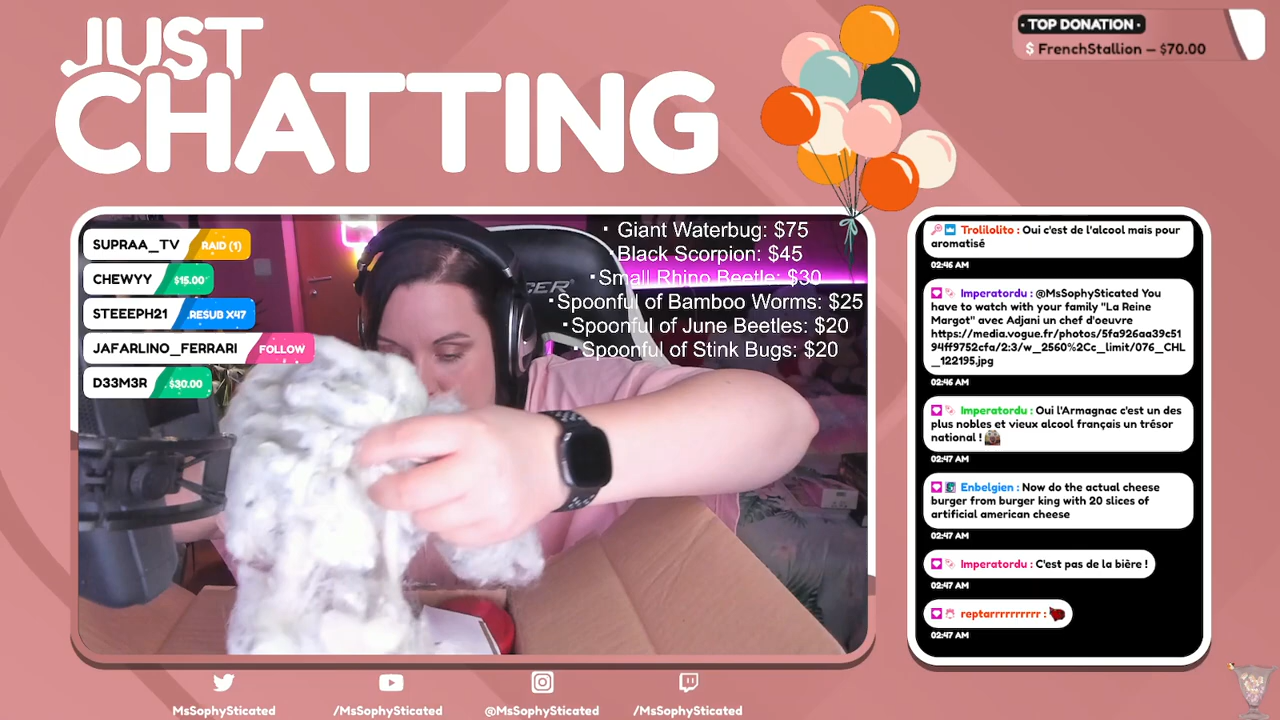 JUST
CHATTING
• TOP DONATION •
$ FrenchStallion — $70.00
SUPRAA_TV RAID (1)
CHEWYY $15.00
STEEEPH21 RESUB X47
JAFARLINO_FERRARI FOLLOW
D33M3R $30.00
• Giant Waterbug: $75
Black Scorpion: $45
•Small Rhino Beetle: $30
•Spoonful of Bamboo Worms: $25
•Spoonful of June Beetles: $20
•Spoonful of Stink Bugs: $20
CER
Trolilolito : Oui c'est de l'alcool mais pour
aromatisé
02:46 AM
Imperatordu : @MsSophySticated You
have to watch with your family "La Reine
Margot" avec Adjani un chef d'oeuvre
https://media.vogue.fr/photos/5fa926aa39c51
94ff9752cfa/2:3/w_2560%2Cc_limit/076_CHL
_122195.jpg
02:46 AM
Imperatordu : Oui l'Armagnac c'est un des
plus nobles et vieux alcool français un trésor
national !
02:47 AM
Enbelgien : Now do the actual cheese
burger from burger king with 20 slices of
artificial american cheese
02:47 AM
Imperatordu : C'est pas de la bière !
02:47 AM
reptarrrrrrrrrr :
02:47 AM
MsSophySticated
/MsSophySticated
@MsSophySticated
/MsSophySticated